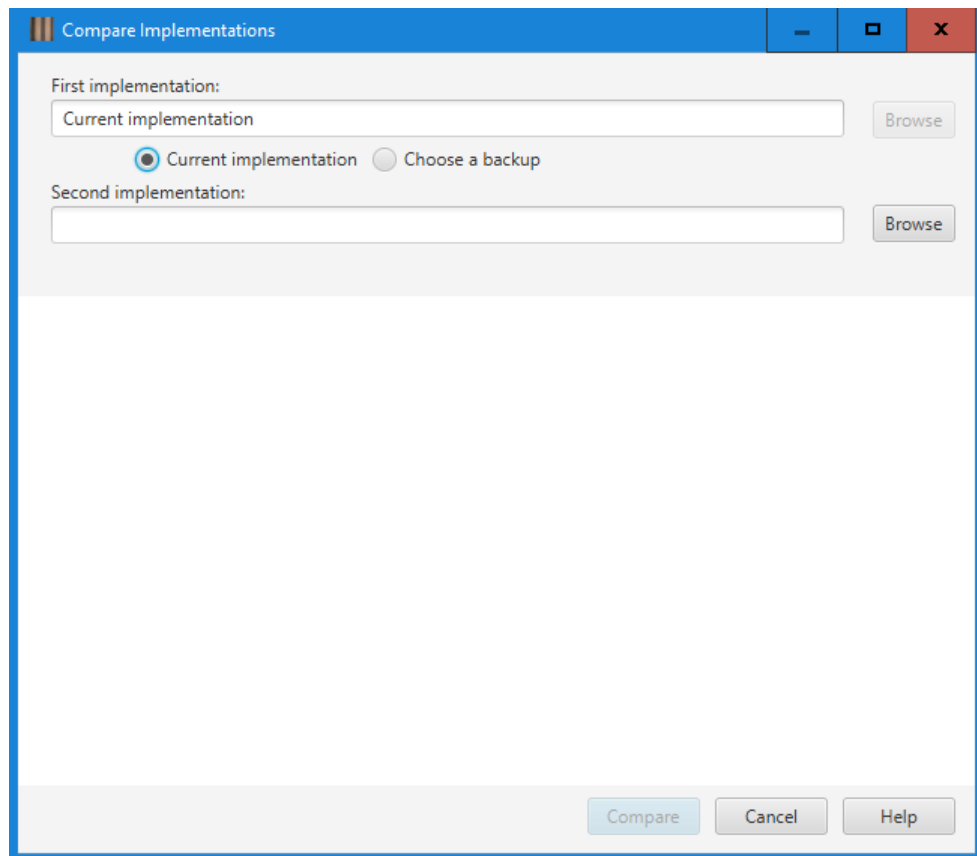 Compare Implementations
First implementation:
Current implementation
Browse
Current implementation
Choose a backup
Second implementation:
Browse
Compare
Cancel
Help